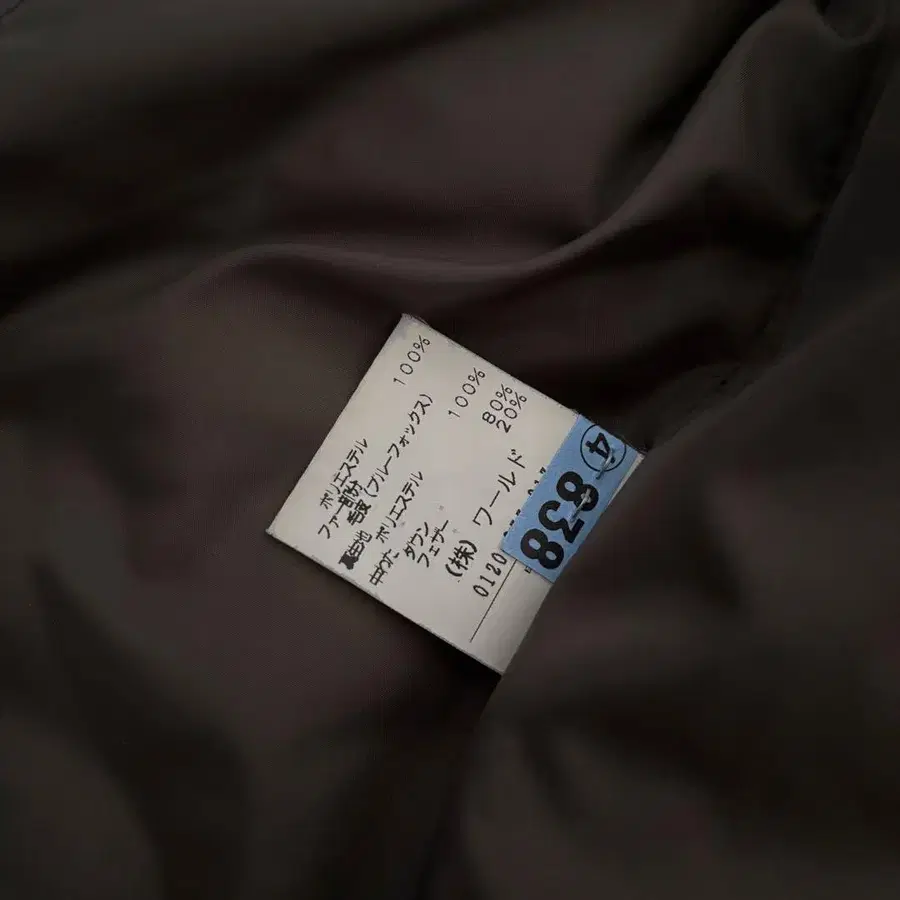 ポリエステル 100%
ファー部分
毛皮(ブルーフォックス)
裏生地 ポリエステル 100%
中わた ダウン 80%
フェザー 20%
(株) ワールド
0120
4
838